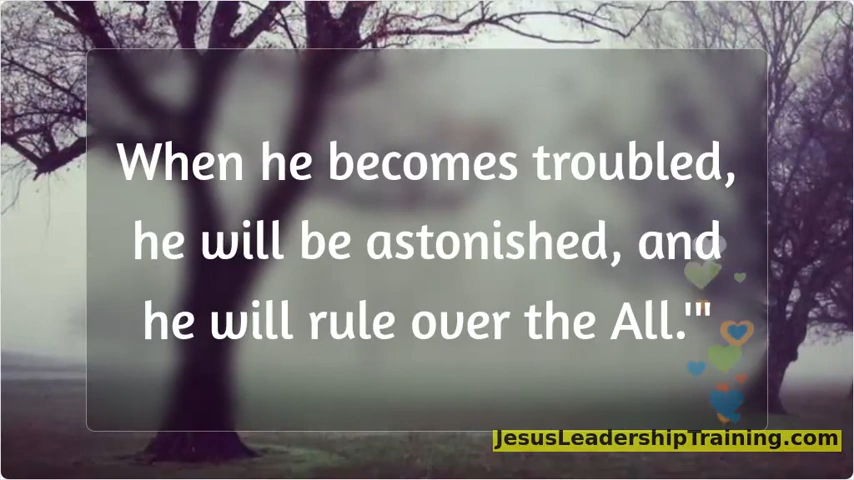 When he becomes troubled,
he will be astonished, and
he will rule over the All.'"
JesusLeadershipTraining.com